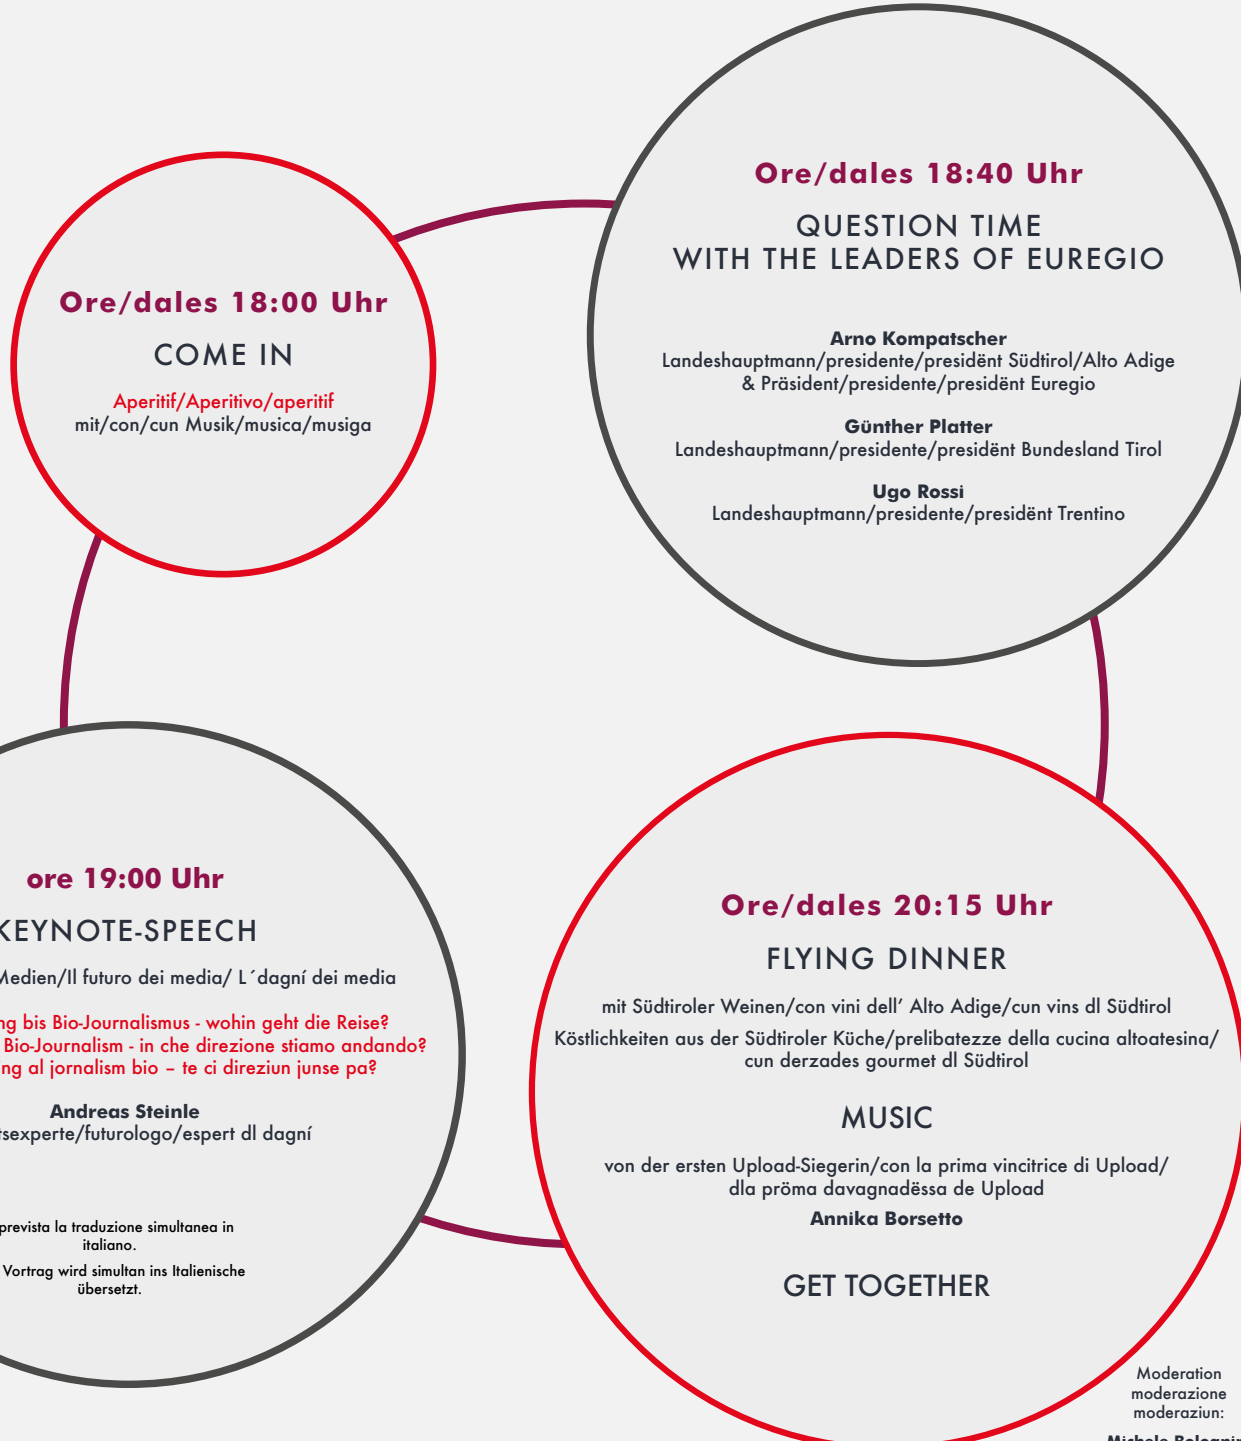 Ore/dales 18:00 Uhr
COME IN
Aperitif/Aperitivo/aperitif
mit/con/cun Musik/musica/musiga
Ore/dales 18:40 Uhr
QUESTION TIME
WITH THE LEADERS OF EUREGIO
Arno Kompatscher
Landeshauptmann/presidente/presidënt Südtirol/Alto Adige
& Präsident/presidente/presidënt Euregio
Günther Platter
Landeshauptmann/presidente/presidënt Bundesland Tirol
Ugo Rossi
Landeshauptmann/presidente/presidënt Trentino
ore 19:00 Uhr
KEYNOTE-SPEECH
Medien/Il futuro dei media/ L´dagní dei media
bis Bio-Journalismus - wohin geht die Reise?
Bio-Journalism - in che direzione stiamo andando?
al jornalism bio – te ci direziun junse pa?
Andreas Steinle
/futurologo/espert dl dagní
prevista la traduzione simultanea in
italiano.
Vortrag wird simultan ins Italienische
übersetzt.
Ore/dales 20:15 Uhr
FLYING DINNER
mit Südtiroler Weinen/con vini dell’ Alto Adige/cun vins dl Südtirol
Köstlichkeiten aus der Südtiroler Küche/prelibatezze della cucina altoatesina/
cun derzades gourmet dl Südtirol
MUSIC
von der ersten Upload-Siegerin/con la prima vincitrice di Upload/
dla pröma davagnadëssa de Upload
Annika Borsetto
GET TOGETHER
Moderation
moderazione
moderaziun:
Michele